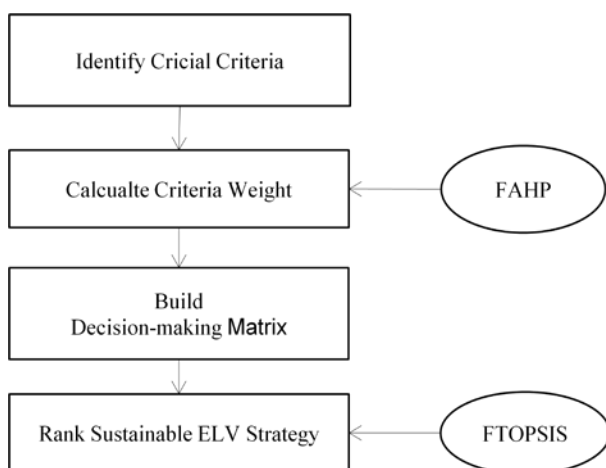 Identify Cricial Criteria
Calcualte Criteria Weight
FAHP
Build
Decision-making Matrix
Rank Sustainable ELV Strategy
FTOPSIS